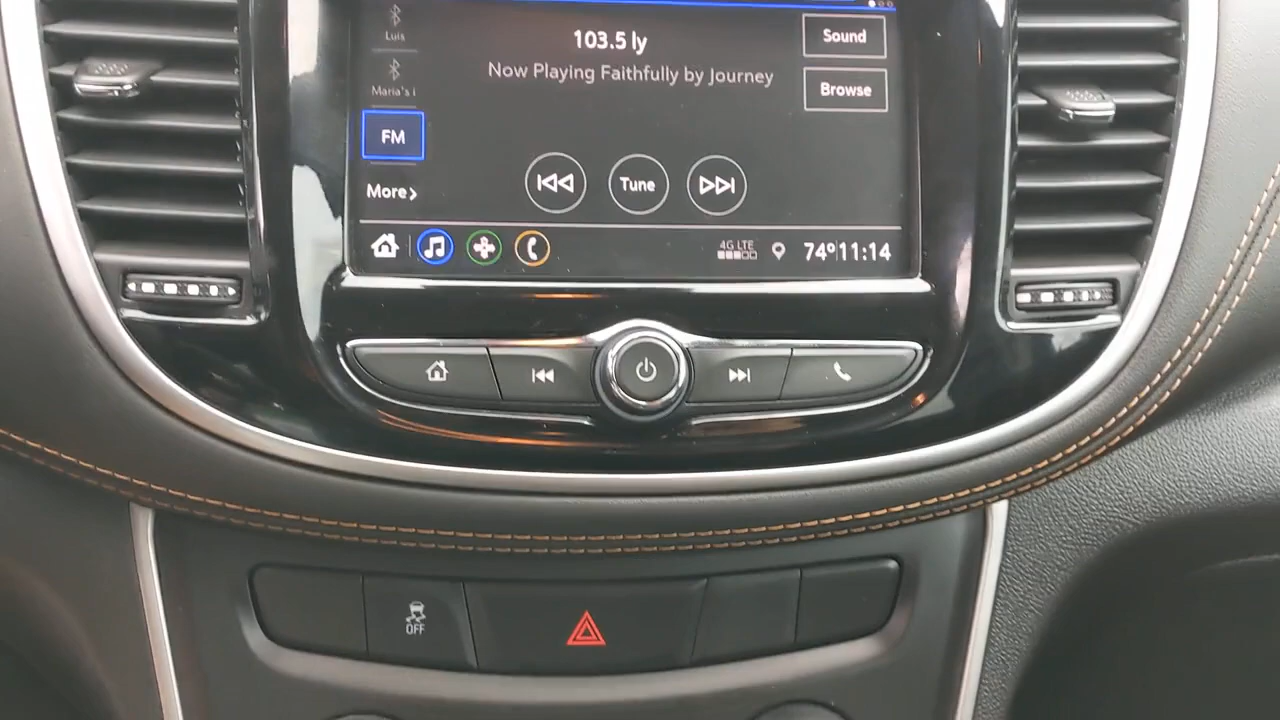 Luis
Maria's i
FM
More
103.5 ly
Now Playing Faithfully by Journey
Sound
Browse
Tune
4G LTE
74° 11:14
OFF